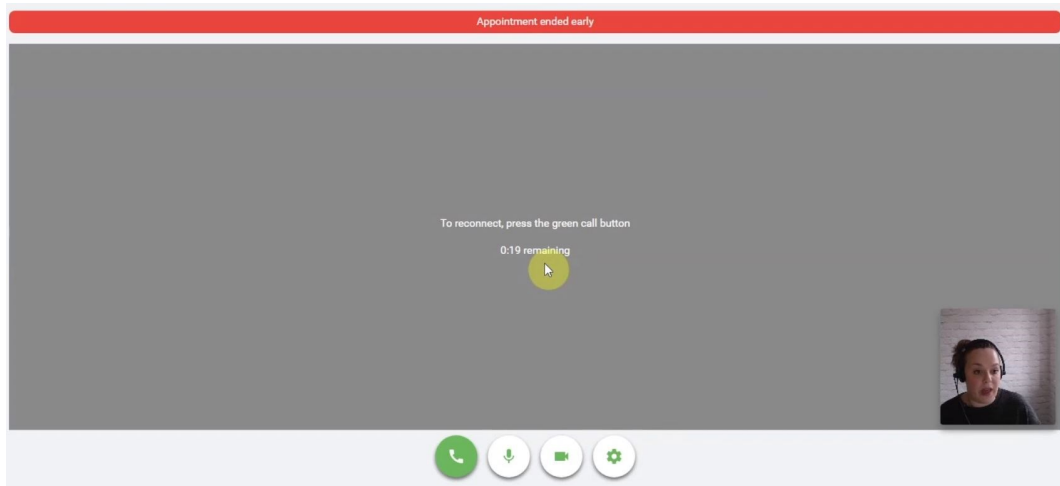 Appointment ended early
To reconnect, press the green call button
0:19 remaining